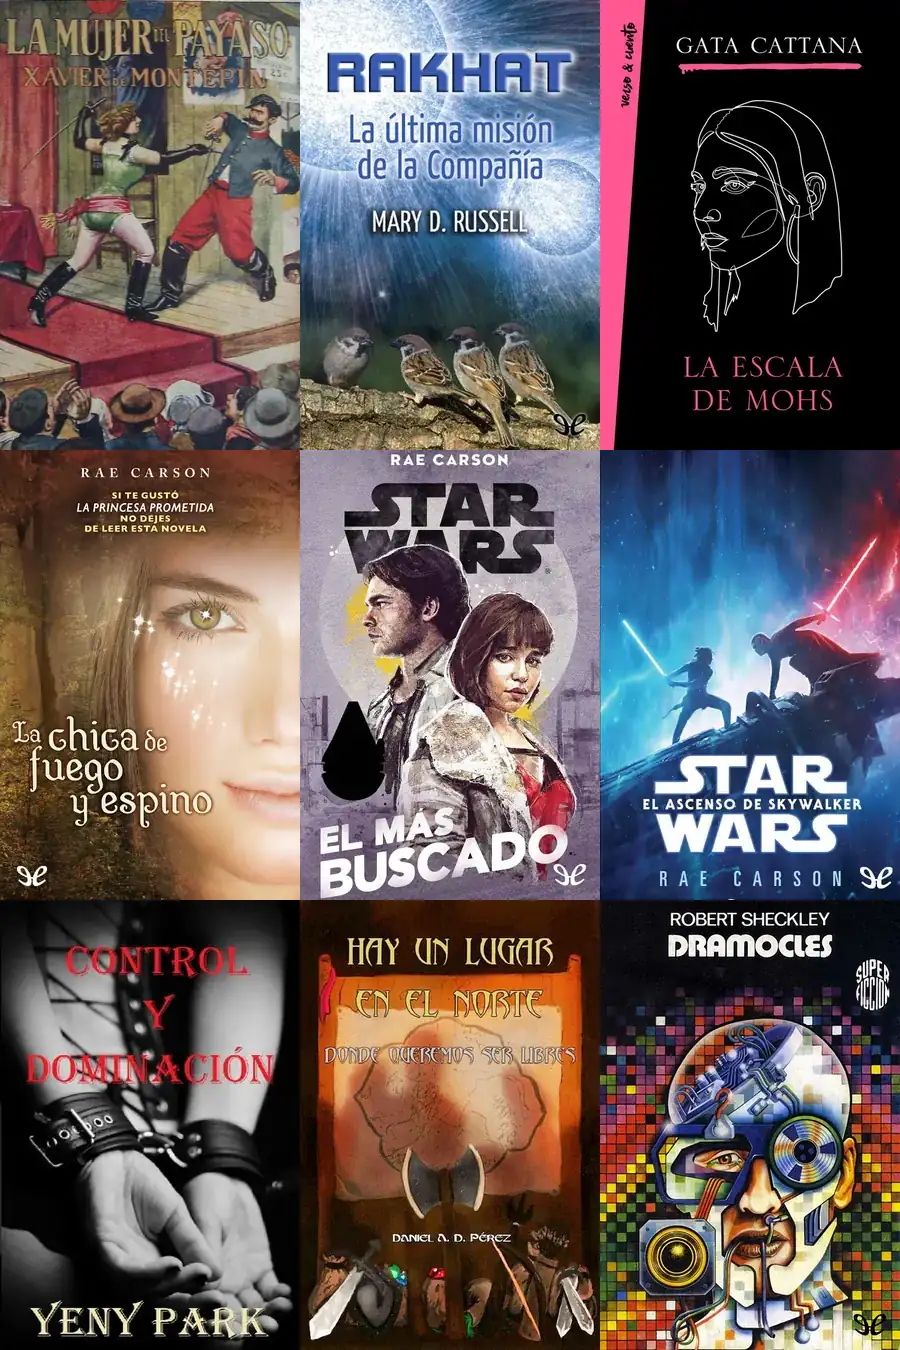 LA MUJER DEL PAYASO
XAVIER DE MONTEPIN
RAKHAT
La última misión
de la Compañía
MARY D. RUSSELL
verso & cuento
GATA CATTANA
LA ESCALA
DE MOHS
RAE CARSON
SI TE GUSTÓ
LA PRINCESA PROMETIDA
NO DEJES
DE LEER ESTA NOVELA
La chica de
fuego
y espino
RAE CARSON
STAR
WARS
EL MÁS
BUSCADO
STAR
EL ASCENSO DE SKYWALKER
WARS
RAE CARSON
CONTROL
Y
DOMINACIÓN
YENY PARK
HAY UN LUGAR
EN EL NORTE
DONDE QUEREMOS SER LIBRES
DANIEL A. D. PÉREZ
ROBERT SHECKLEY
DRAMOCLES
SUPER
FICCION